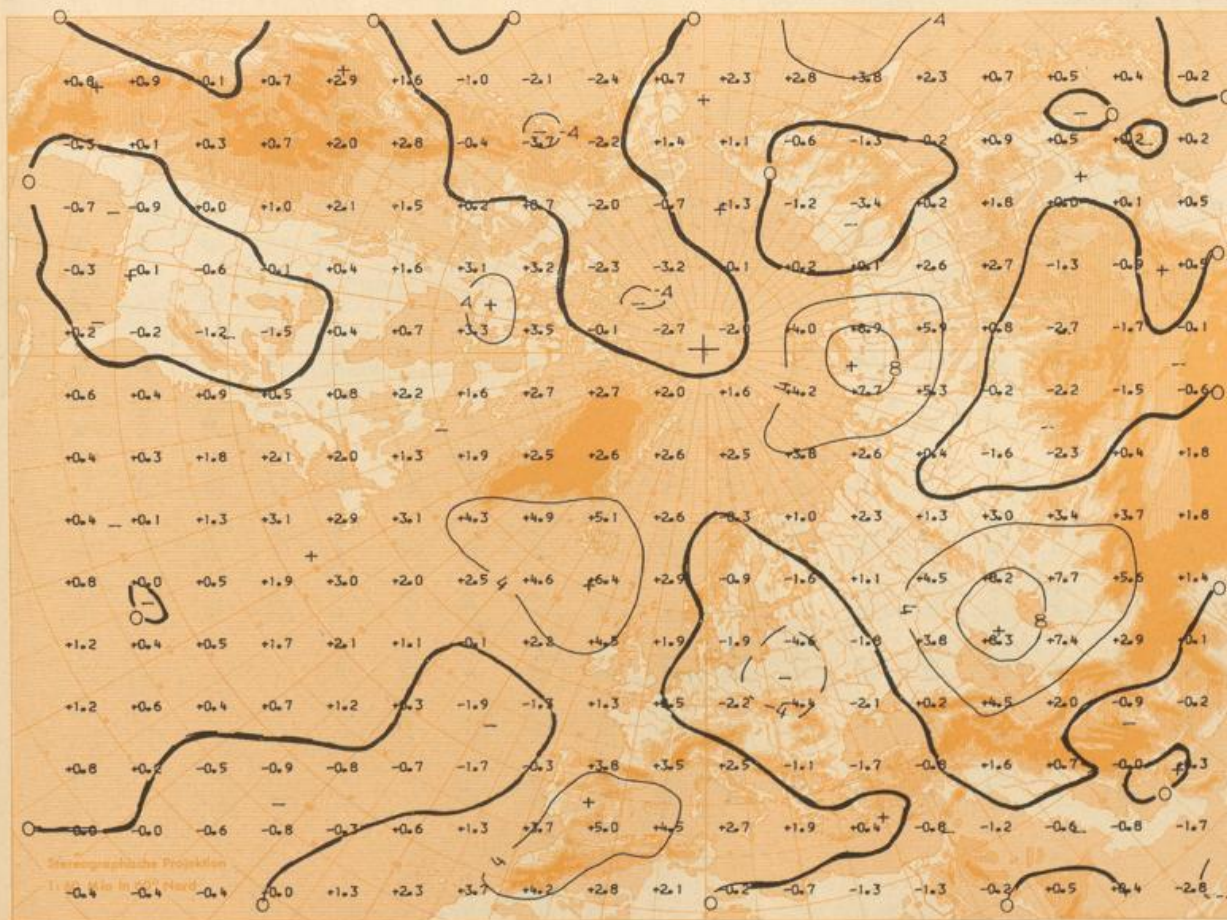 4
+0.8 +0.9 -0.1 +0.7 +2.9 +1.6 -1.0 -2.1 -2.4 +0.7 +2.3 +2.8 +3.8 +2.3 +0.7 +0.5 +0.4 -0.2
-0.3 +0.1 +0.3 +0.7 +2.0 +2.8 -0.4 -3.7 -4 -2.2 +1.4 +1.1 -0.6 -1.3 -0.2 +0.9 +0.5 +0.2 +0.2
-0.7 -0.9 +0.0 +1.0 +2.1 +1.5 +0.2 +0.7 -2.0 -0.7 +1.3 -1.2 -3.4 +0.2 +1.8 +0.0 +0.1 +0.5
-0.3 +0.1 -0.6 -0.1 +0.4 +1.6 +3.1 +3.2 -2.3 -3.2 -0.1 +0.2 +0.1 +2.6 +2.7 -1.3 -0.9 +0.5
4 -4
+0.2 -0.2 -1.2 -1.5 +0.4 +0.7 +3.3 +3.5 -0.1 -2.7 +4.0 +8.9 +5.9 +0.8 -2.7 -1.7 -0.1
8
+0.6 +0.4 +0.9 +0.5 +0.8 +2.2 +1.6 +2.7 +2.7 +2.0 +1.6 4 +4.2 +7.7 +5.3 -0.2 -2.2 -1.5 -0.6
+0.4 +0.3 +1.8 +2.1 +2.0 +1.3 +1.9 +2.5 +2.6 +2.6 +2.5 +3.8 +2.6 +0.4 -1.6 -2.3 +0.4 +1.8
+0.4 +0.1 +1.3 +3.1 +2.9 +3.1 +4.3 +4.9 +5.1 +2.6 -0.3 +1.0 +2.3 +1.3 +3.0 +3.4 +3.7 +1.8
+0.8 +0.0 +0.5 +1.9 +3.0 +2.0 +2.5 4 +4.6 +6.4 +2.9 -0.9 -1.6 +1.1 +4.5 +8.2 +7.7 +5.6 +1.4
4 8
+1.2 +0.4 +0.5 +1.7 +2.1 +1.1 -0.1 +2.2 +4.5 +1.9 -1.9 -4.6 -1.8 +3.8 +8.3 +7.4 +2.9 +0.1
+1.2 +0.6 +0.4 +0.7 +1.2 +0.3 -1.9 +1.3 -2.2 -4.4 -2.1 +0.2 +4.5 +2.0 -0.9 -0.2
-4
+0.8 +0.2 -0.5 -0.9 -0.8 -0.7 -1.7 -0.3 +3.8 +3.5 +2.5 -1.1 -1.7 -0.8 +1.6 +0.7 -0.0 +0.3
-0.0 -0.0 -0.6 -0.8 -0.3 +0.6 +1.3 +3.7 +5.0 +4.5 +2.7 +1.9 +0.4 -0.8 -1.2 -0.6 -0.8 -1.7
4
Stereographische Projektion
in 60° Nord
-0.4 -0.4 -0.4 +0.0 +1.3 +2.3 +3.7 +4.2 +2.8 +2.1 -0.2 -0.7 -1.3 -1.3 -0.2 +0.5 +0.4 -2.8